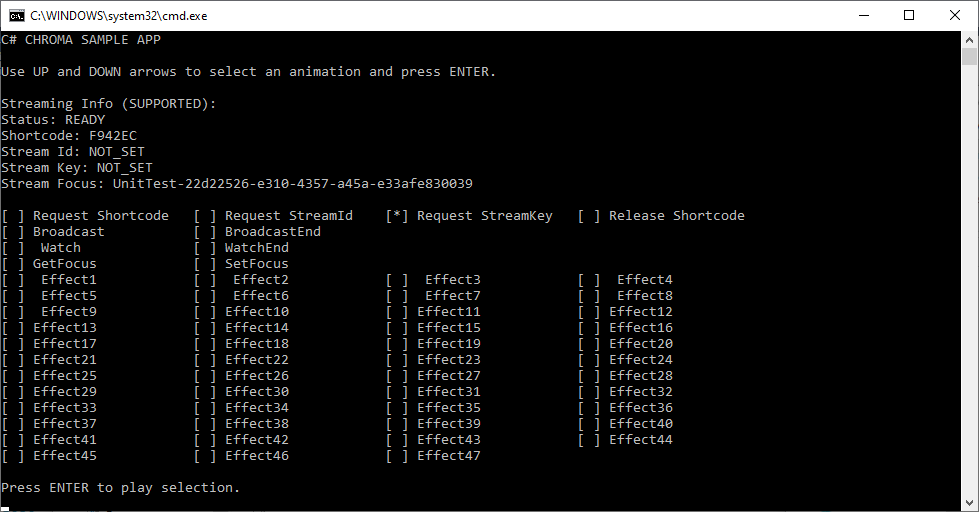 C:\WINDOWS\system32\cmd.exe
C# CHROMA SAMPLE APP
Use UP and DOWN arrows to select an animation and press ENTER.
Streaming Info (SUPPORTED):
Status: READY
Shortcode: F942EC
Stream Id: NOT_SET
Stream Key: NOT_SET
Stream Focus: UnitTest-22d22526-e310-4357-a45a-e33afe830039
[ ] Request Shortcode   [ ] Request StreamId    [*] Request StreamKey   [ ] Release Shortcode
[ ] Broadcast           [ ] BroadcastEnd
[ ]  Watch              [ ] WatchEnd
[ ] GetFocus            [ ] SetFocus
[ ]  Effect1            [ ]  Effect2            [ ]  Effect3            [ ]  Effect4
[ ]  Effect5            [ ]  Effect6            [ ]  Effect7            [ ]  Effect8
[ ]  Effect9            [ ] Effect10            [ ] Effect11            [ ] Effect12
[ ] Effect13            [ ] Effect14            [ ] Effect15            [ ] Effect16
[ ] Effect17            [ ] Effect18            [ ] Effect19            [ ] Effect20
[ ] Effect21            [ ] Effect22            [ ] Effect23            [ ] Effect24
[ ] Effect25            [ ] Effect26            [ ] Effect27            [ ] Effect28
[ ] Effect29            [ ] Effect30            [ ] Effect31            [ ] Effect32
[ ] Effect33            [ ] Effect34            [ ] Effect35            [ ] Effect36
[ ] Effect37            [ ] Effect38            [ ] Effect39            [ ] Effect40
[ ] Effect41            [ ] Effect42            [ ] Effect43            [ ] Effect44
[ ] Effect45            [ ] Effect46            [ ] Effect47
Press ENTER to play selection.